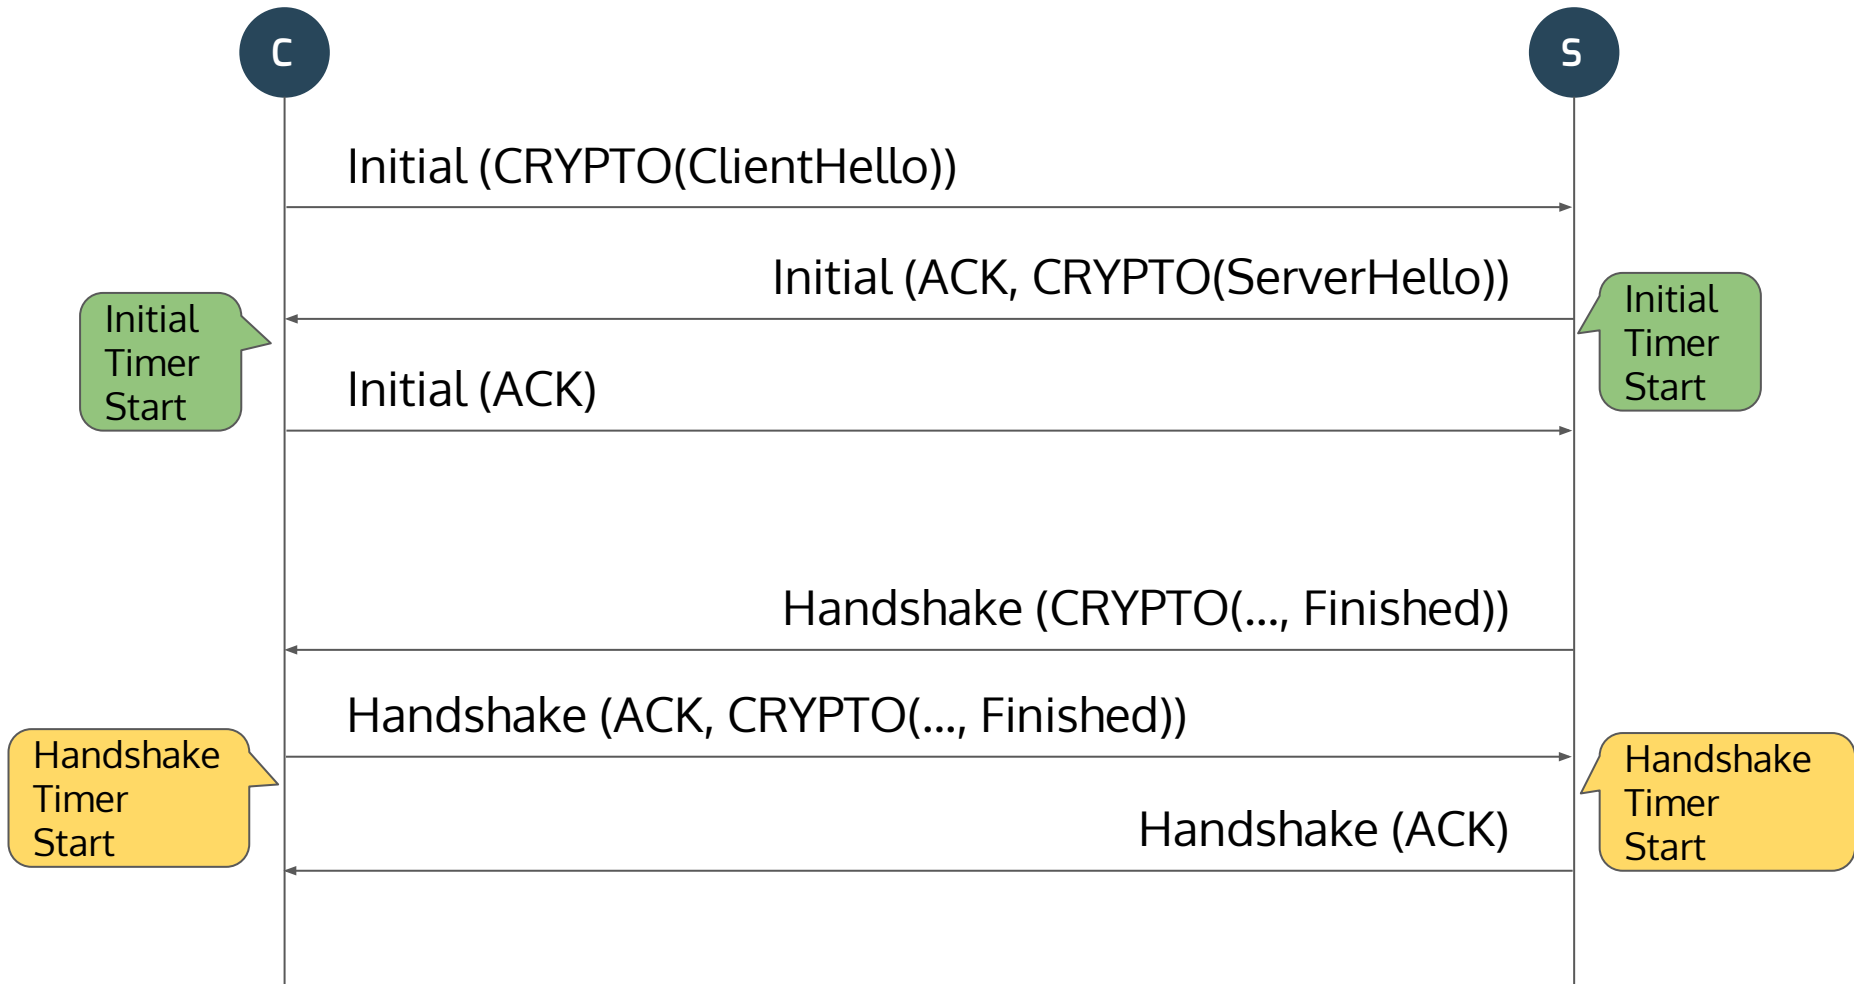 C
S
Initial (CRYPTO(ClientHello))
Initial (ACK, CRYPTO(ServerHello))
Initial
Timer
Start
Initial
Timer
Start
Initial (ACK)
Handshake (CRYPTO(..., Finished))
Handshake (ACK, CRYPTO(..., Finished))
Handshake
Timer
Start
Handshake
Timer
Start
Handshake (ACK)